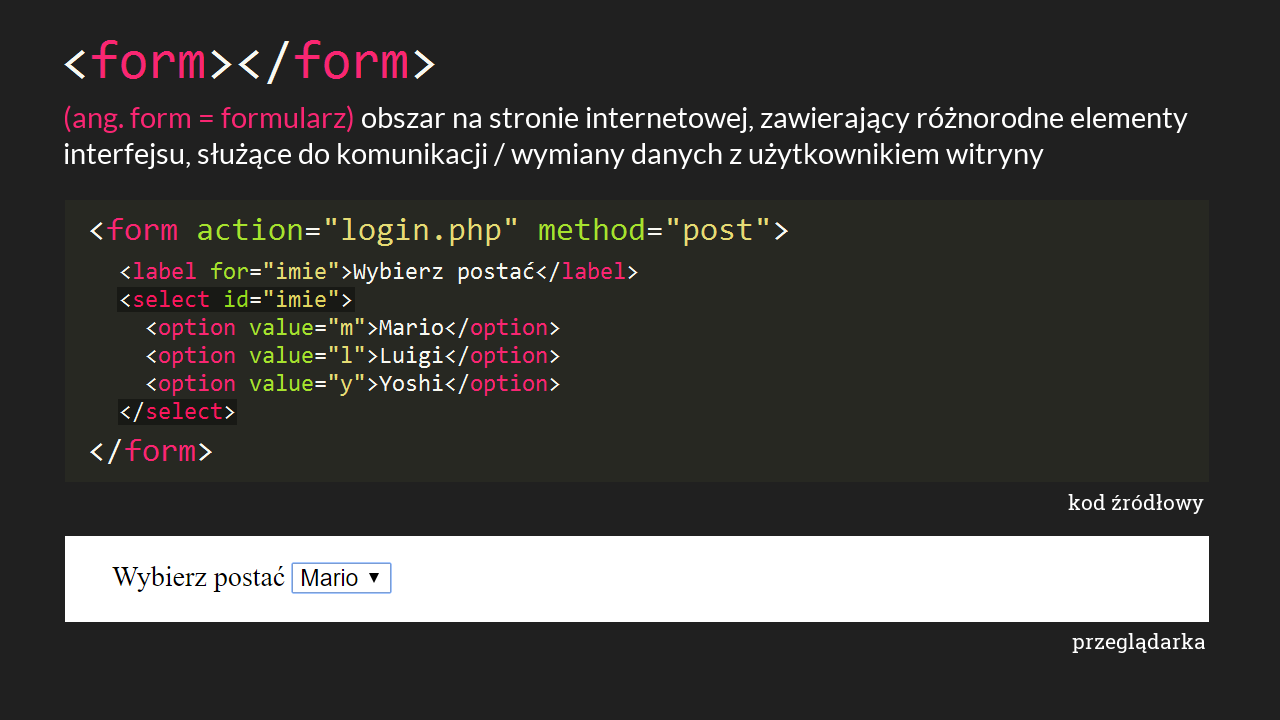 <form></form>
(ang. form = formularz) obszar na stronie internetowej, zawierający różnorodne elementy
interfejsu, służące do komunikacji / wymiany danych z użytkownikiem witryny
<form action="login.php" method="post">
<label for="imie">Wybierz postać</label>
<select id="imie">
<option value="m">Mario</option>
<option value="l">Luigi</option>
<option value="y">Yoshi</option>
</select>
</form>
kod źródłowy
Wybierz postać Mario ▼
przeglądarka